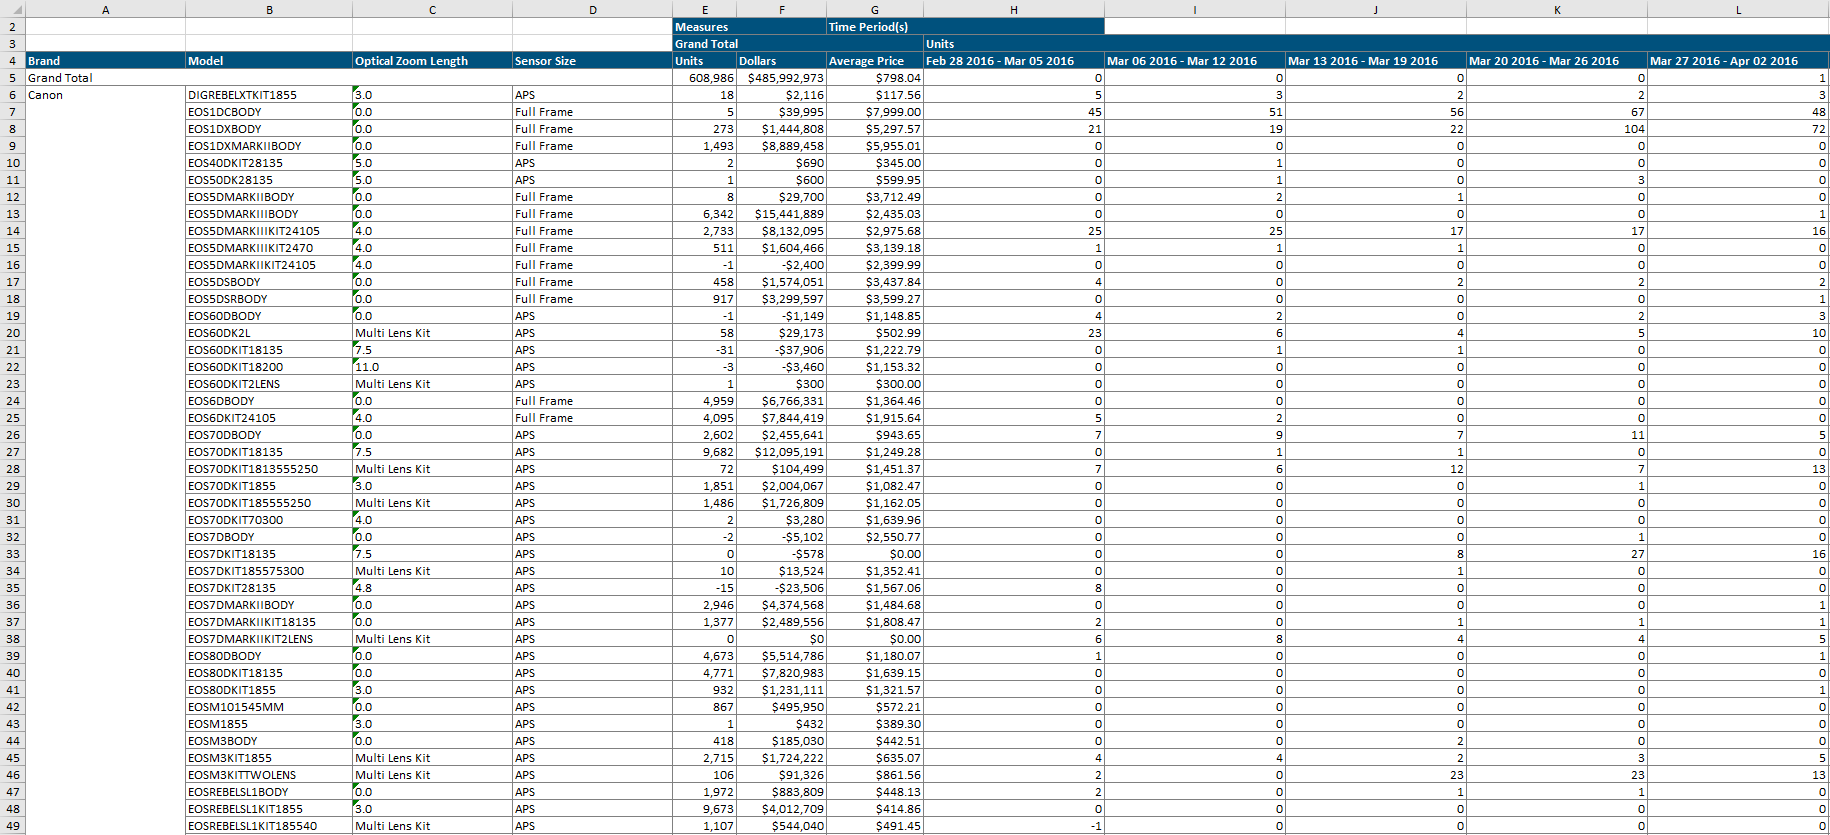 A B C D E F G H I J K L
2 Measures Time Period(s)
3 Grand Total Units
4 Brand Model Optical Zoom Length Sensor Size Units Dollars Average Price Feb 28 2016 - Mar 05 2016 Mar 06 2016 - Mar 12 2016 Mar 13 2016 - Mar 19 2016 Mar 20 2016 - Mar 26 2016 Mar 27 2016 - Apr 02 2016
5 Grand Total 608,986 $485,992,973 $798.04 0 0 0 0 1
6 Canon DIGREBELXTKIT1855 3.0 APS 18 $2,116 $117.56 5 3 2 2 3
7 EOS1DCBODY 0.0 Full Frame 5 $39,995 $7,999.00 45 51 56 67 48
8 EOS1DXBODY 0.0 Full Frame 273 $1,444,808 $5,297.57 21 19 22 104 72
9 EOS1DXMARKIIBODY 0.0 Full Frame 1,493 $8,889,458 $5,955.01 0 0 0 0 0
10 EOS40DKIT28135 5.0 APS 2 $690 $345.00 0 1 0 0 0
11 EOS50DK28135 5.0 APS 1 $600 $599.95 0 1 0 3 0
12 EOS5DMARKIIBODY 0.0 Full Frame 8 $29,700 $3,712.49 0 2 1 0 0
13 EOS5DMARKIIIBODY 0.0 Full Frame 6,342 $15,441,889 $2,435.03 0 0 0 0 1
14 EOS5DMARKIIIKIT24105 4.0 Full Frame 2,733 $8,132,095 $2,975.68 25 25 17 17 16
15 EOS5DMARKIIIKIT2470 4.0 Full Frame 511 $1,604,466 $3,139.18 1 1 1 0 0
16 EOS5DMARKIIKIT24105 4.0 Full Frame -1 -$2,400 $2,399.99 0 0 0 0 0
17 EOS5DSBODY 0.0 Full Frame 458 $1,574,051 $3,437.84 4 0 2 2 2
18 EOS5DSRBODY 0.0 Full Frame 917 $3,299,597 $3,599.27 0 0 0 0 1
19 EOS60DBODY 0.0 APS -1 -$1,149 $1,148.85 4 2 0 2 3
20 EOS60DK2L Multi Lens Kit APS 58 $29,173 $502.99 23 6 4 5 10
21 EOS60DKIT18135 7.5 APS -31 -$37,906 $1,222.79 0 1 1 0 0
22 EOS60DKIT18200 11.0 APS -3 -$3,460 $1,153.32 0 0 0 0 0
23 EOS60DKIT2LENS Multi Lens Kit APS 1 $300 $300.00 0 0 0 0 0
24 EOS6DBODY 0.0 Full Frame 4,959 $6,766,331 $1,364.46 0 0 0 0 0
25 EOS6DKIT24105 4.0 Full Frame 4,095 $7,844,419 $1,915.64 5 2 0 0 0
26 EOS70DBODY 0.0 APS 2,602 $2,455,641 $943.65 7 9 7 11 5
27 EOS70DKIT18135 7.5 APS 9,682 $12,095,191 $1,249.28 0 1 1 0 0
28 EOS70DKIT1813555250 Multi Lens Kit APS 72 $104,499 $1,451.37 7 6 12 7 13
29 EOS70DKIT1855 3.0 APS 1,851 $2,004,067 $1,082.47 0 0 0 1 0
30 EOS70DKIT185555250 Multi Lens Kit APS 1,486 $1,726,809 $1,162.05 0 0 0 0 0
31 EOS70DKIT70300 4.0 APS 2 $3,280 $1,639.96 0 0 0 0 0
32 EOS7DBODY 0.0 APS -2 -$5,102 $2,550.77 0 0 0 1 0
33 EOS7DKIT18135 7.5 APS 0 -$578 $0.00 0 0 8 27 16
34 EOS7DKIT185575300 Multi Lens Kit APS 10 $13,524 $1,352.41 0 0 1 0 0
35 EOS7DKIT28135 4.8 APS -15 -$23,506 $1,567.06 8 0 0 0 0
36 EOS7DMARKIIBODY 0.0 APS 2,946 $4,374,568 $1,484.68 0 0 0 0 1
37 EOS7DMARKIIKIT18135 0.0 APS 1,377 $2,489,556 $1,808.47 2 0 1 1 1
38 EOS7DMARKIIKIT2LENS Multi Lens Kit APS 0 $0 $0.00 6 8 4 4 5
39 EOS80DBODY 0.0 APS 4,673 $5,514,786 $1,180.07 1 0 0 0 1
40 EOS80DKIT18135 0.0 APS 4,771 $7,820,983 $1,639.15 0 0 0 0 0
41 EOS80DKIT1855 3.0 APS 932 $1,231,111 $1,321.57 0 0 0 0 1
42 EOSM101545MM 0.0 APS 867 $495,950 $572.21 0 0 0 0 0
43 EOSM1855 3.0 APS 1 $432 $389.30 0 0 0 0 0
44 EOSM3BODY 0.0 APS 418 $185,030 $442.51 0 0 2 0 0
45 EOSM3KIT1855 Multi Lens Kit APS 2,715 $1,724,222 $635.07 4 4 2 3 5
46 EOSM3KITTWOLENS Multi Lens Kit APS 106 $91,326 $861.56 2 0 23 23 13
47 EOSREBELSL1BODY 0.0 APS 1,972 $883,809 $448.13 2 0 1 1 0
48 EOSREBELSL1KIT1855 3.0 APS 9,673 $4,012,709 $414.86 0 0 0 0 0
49 EOSREBELSL1KIT185540 Multi Lens Kit APS 1,107 $544,040 $491.45 -1 0 0 0 0